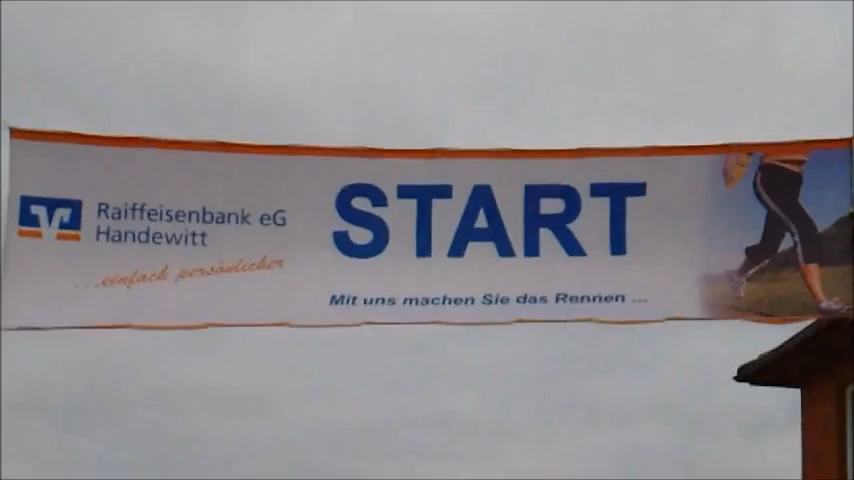 Raiffeisenbank eG
Handewitt
...einfach persönlicher
START
Mit uns machen Sie das Rennen ...